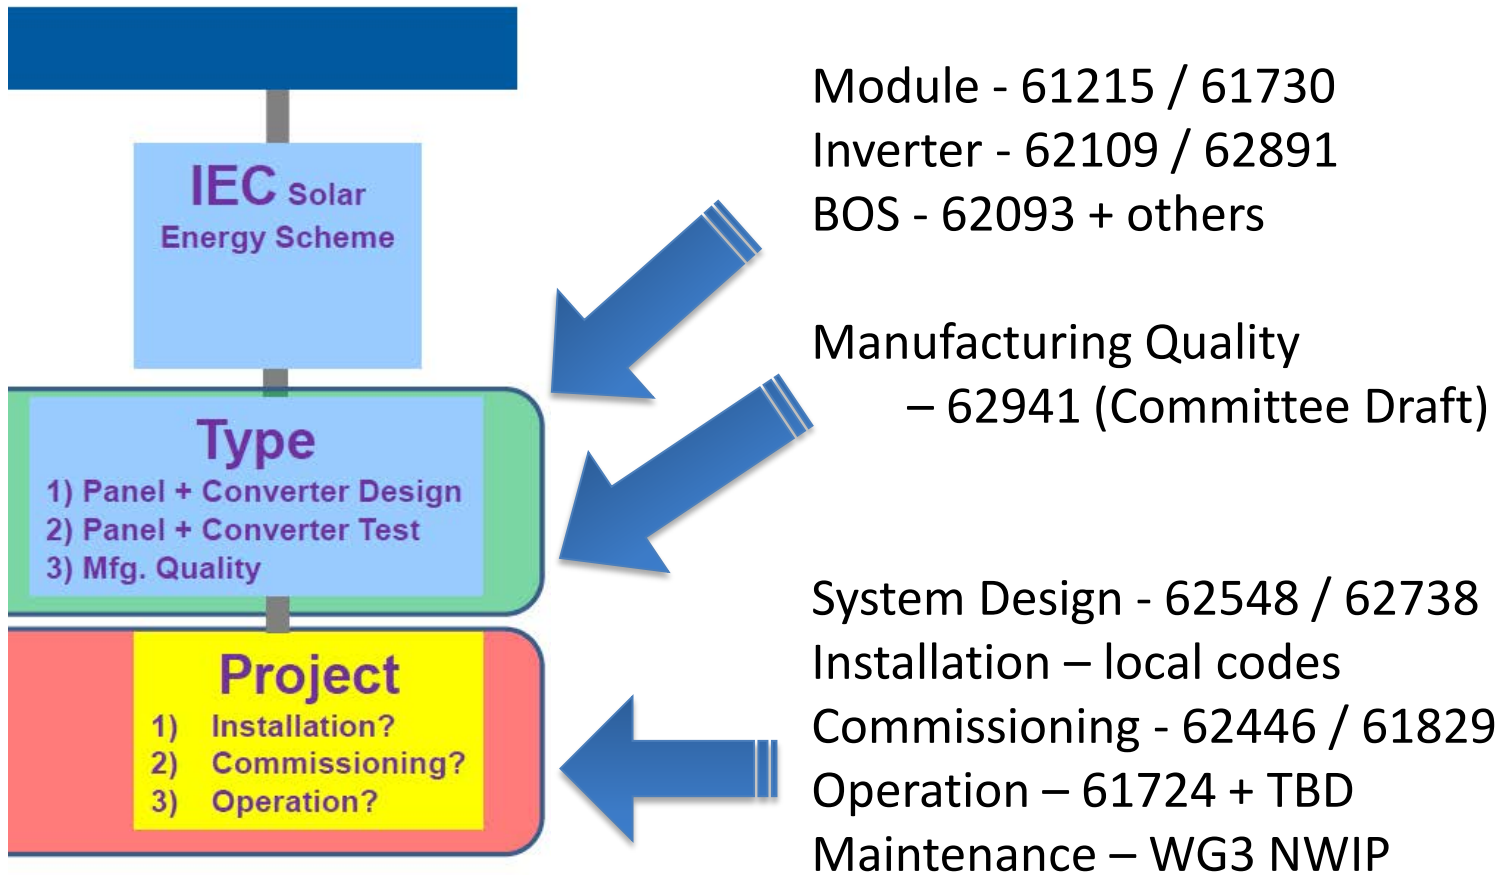 IEC Solar
Energy Scheme
Type
1) Panel + Converter Design
2) Panel + Converter Test
3) Mfg. Quality
Project
1) Installation?
2) Commissioning?
3) Operation?
Module - 61215 / 61730
Inverter - 62109 / 62891
BOS - 62093 + others
Manufacturing Quality
– 62941 (Committee Draft)
System Design - 62548 / 62738
Installation – local codes
Commissioning - 62446 / 61829
Operation – 61724 + TBD
Maintenance – WG3 NWIP